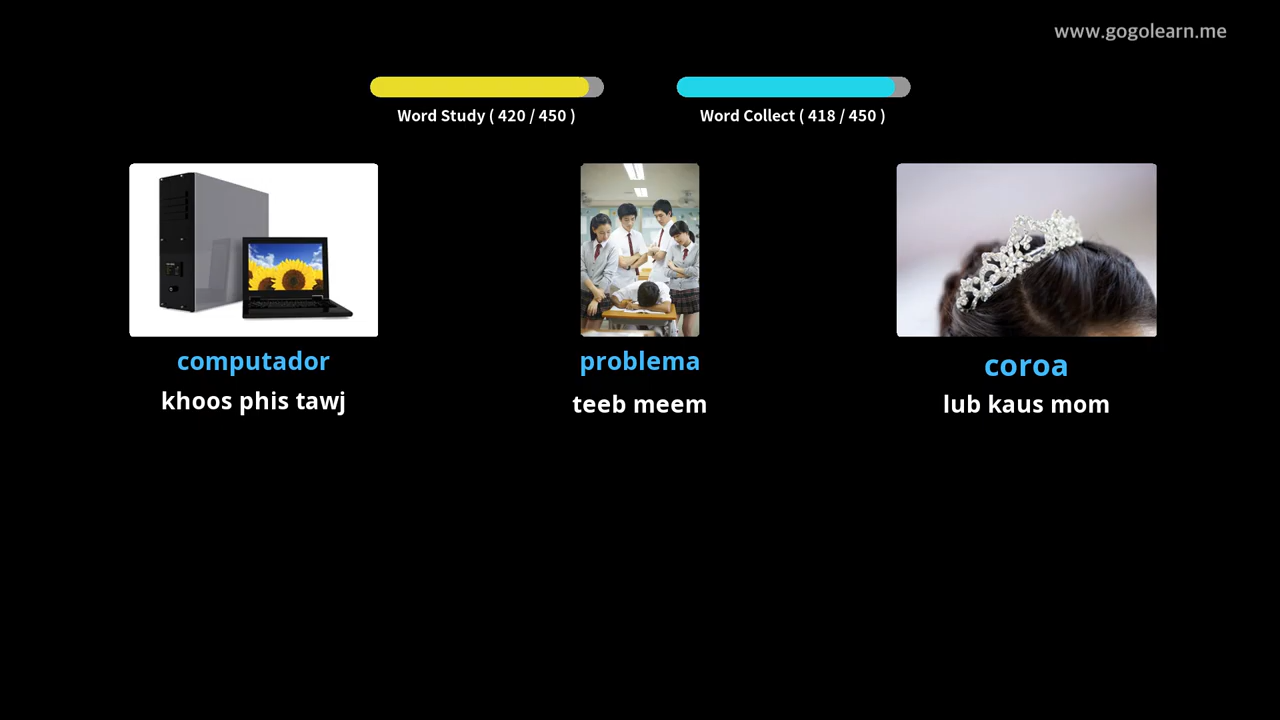 www.gogolearn.me
Word Study ( 420 / 450 )
Word Collect ( 418 / 450 )
computador
khoos phis tawj
problema
teeb meem
coroa
lub kaus mom